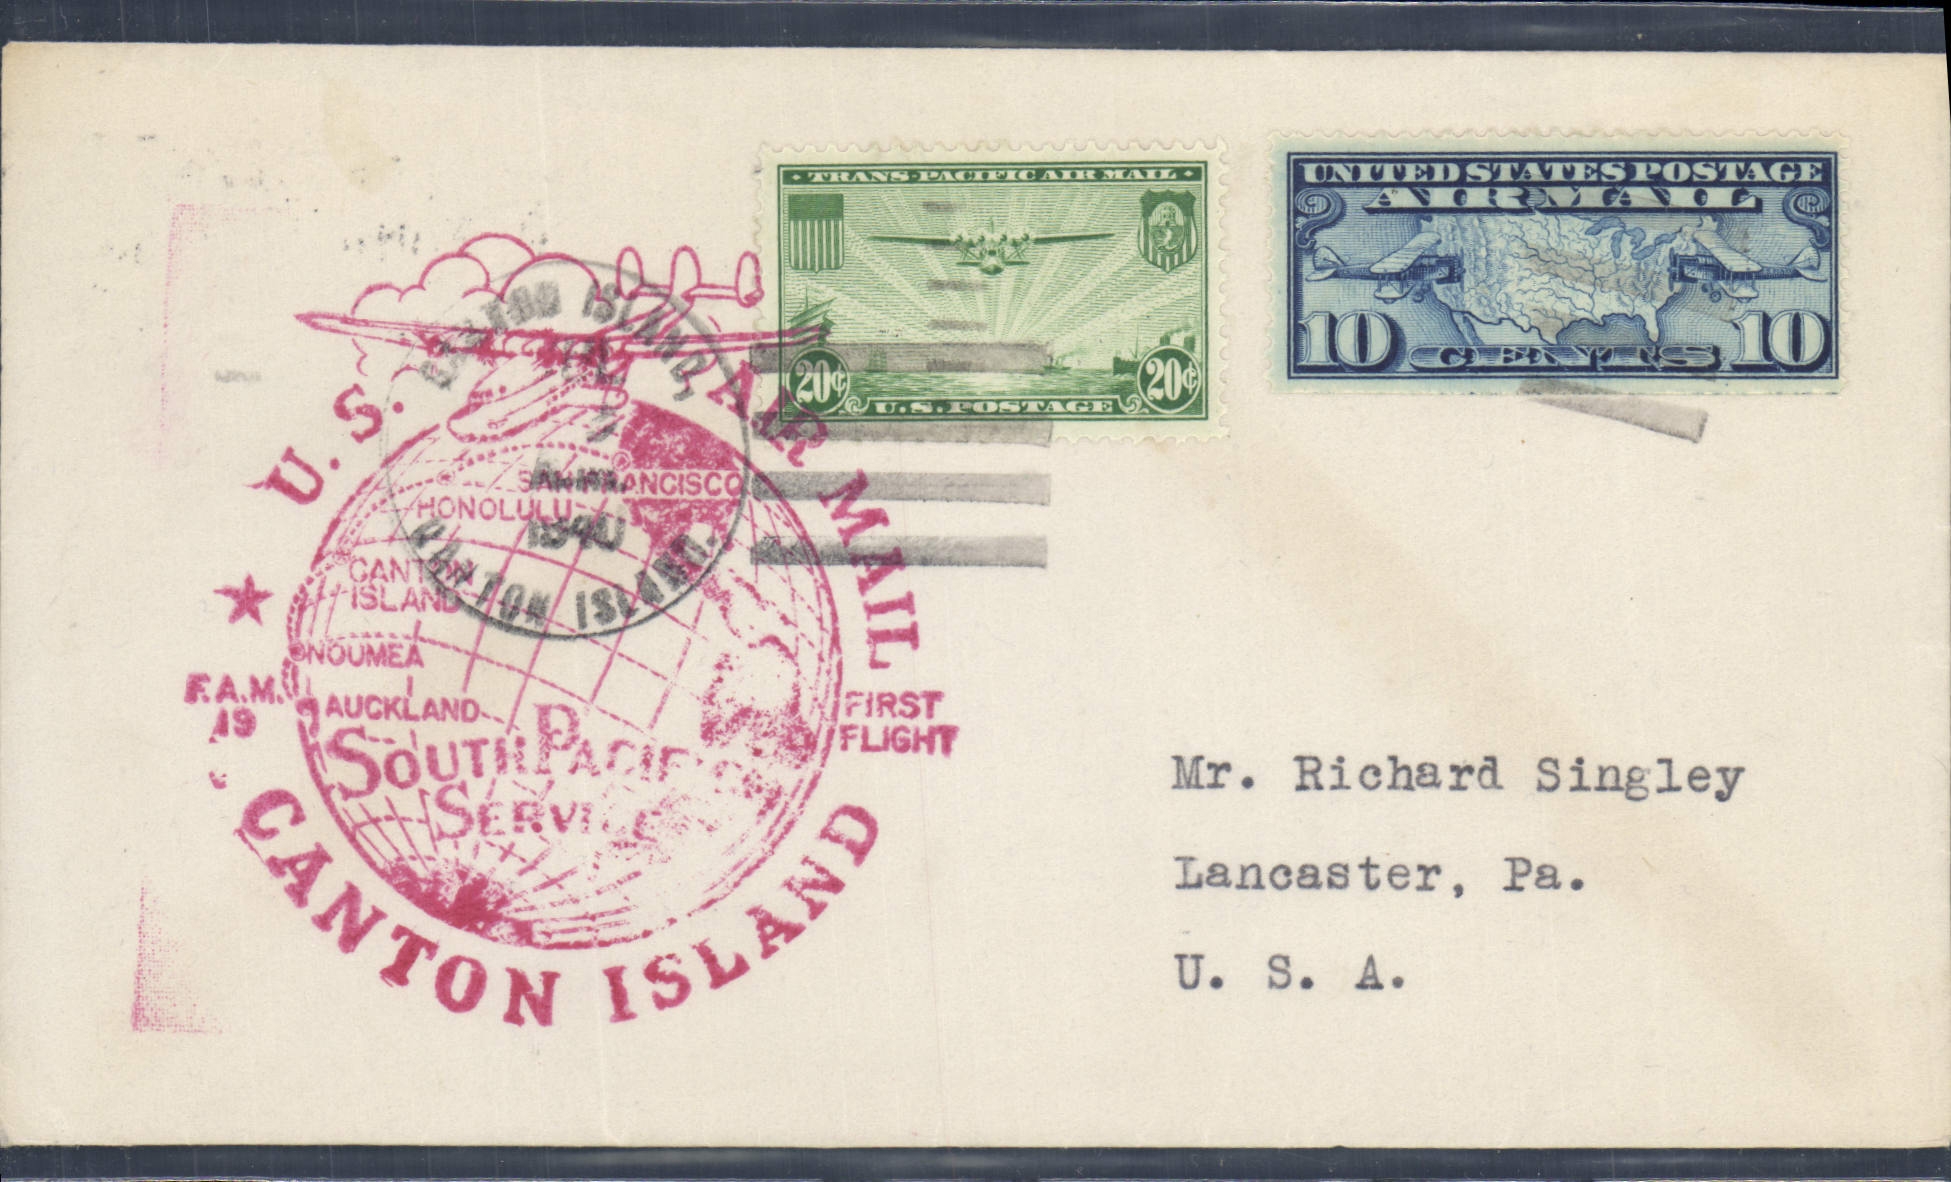 TRANS-PACIFIC AIR MAIL
20¢ 20¢
U.S. POSTAGE
UNITED STATES POSTAGE
AIR MAIL
10 CENTS 10
U.S. AIR MAIL
SAN FRANCISCO
HONOLULU
CANTON
ISLAND
NOUMEA
AUCKLAND
F.A.M.
19
FIRST
FLIGHT
SOUTH PACIFIC
SERVICE
CANTON ISLAND
ISLAND,
A.M.
1940
CANTON ISLAND.
Mr. Richard Singley
Lancaster, Pa.
U. S. A.